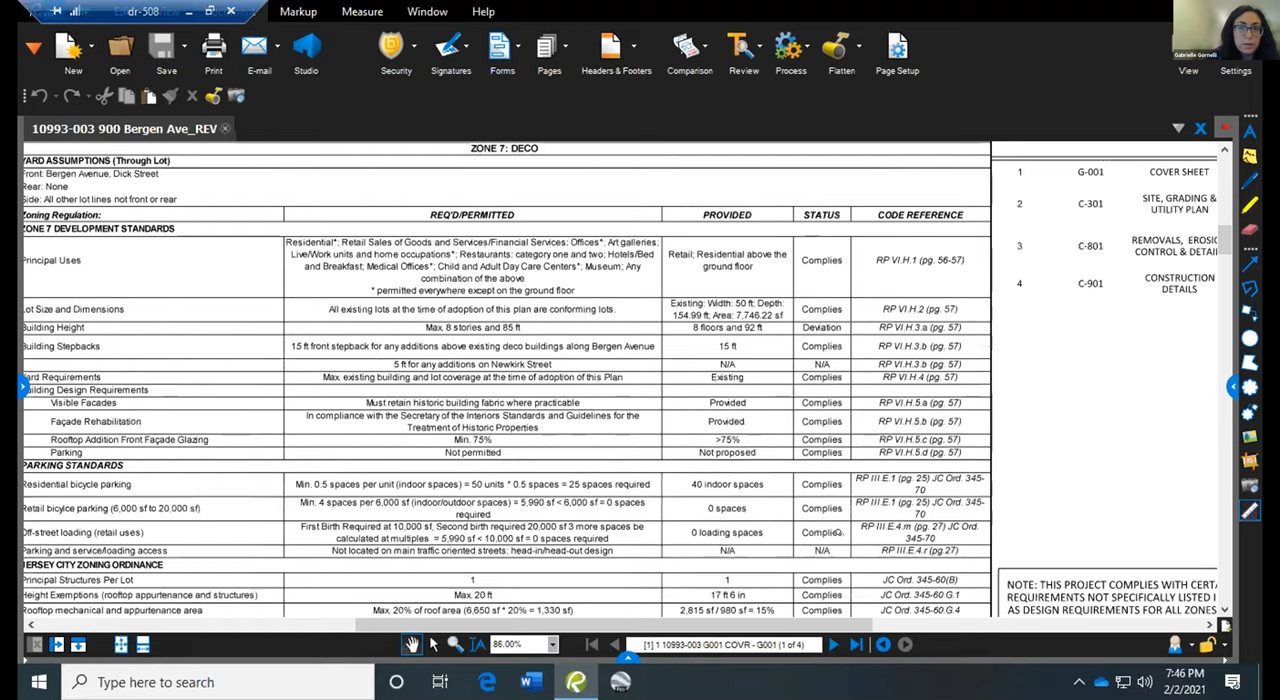 dr-508
Markup Measure Window Help
Gabrielle Gornelli
New Open Save Print E-mail Studio Security Signatures Forms Pages Headers & Footers Comparison Review Process Flatten Page Setup View Settings
10993-003 900 Bergen Ave_REV
ZONE 7: DECO
YARD ASSUMPTIONS (Through Lot)
Front: Bergen Avenue, Dick Street
Rear: None
Side: All other lot lines not front or rear
Zoning Regulation: REQ'D/PERMITTED PROVIDED STATUS CODE REFERENCE
ZONE 7 DEVELOPMENT STANDARDS
Principal Uses
Residential*; Retail Sales of Goods and Services/Financial Services; Offices*; Art galleries;
Live/Work units and home occupations*; Restaurants: category one and two; Hotels/Bed
and Breakfast; Medical Offices*; Child and Adult Day Care Centers*; Museum; Any
combination of the above
* permitted everywhere except on the ground floor
Retail; Residential above the
ground floor
Complies RP VI.H.1 (pg. 56-57)
Lot Size and Dimensions All existing lots at the time of adoption of this plan are conforming lots.
Existing: Width: 50 ft; Depth:
154.99 ft; Area: 7,746.22 sf
Complies RP VI.H.2 (pg. 57)
Building Height Max. 8 stories and 85 ft 8 floors and 92 ft Deviation RP VI.H.3.a (pg. 57)
Building Stepbacks 15 ft front stepback for any additions above existing deco buildings along Bergen Avenue 15 ft Complies RP VI.H.3.b (pg. 57)
5 ft for any additions on Newkirk Street N/A N/A RP VI.H.3.b (pg. 57)
Yard Requirements Max. existing building and lot coverage at the time of adoption of this Plan Existing Complies RP VI.H.4 (pg. 57)
Building Design Requirements
Visible Facades Must retain historic building fabric where practicable Provided Complies RP VI.H.5.a (pg. 57)
Façade Rehabilitation
In compliance with the Secretary of the Interiors Standards and Guidelines for the
Treatment of Historic Properties
Provided Complies RP VI.H.5.b (pg. 57)
Rooftop Addition Front Façade Glazing Min. 75% >75% Complies RP VI.H.5.c (pg. 57)
Parking Not permitted Not proposed Complies RP VI.H.5.d (pg. 57)
PARKING STANDARDS
Residential bicycle parking Min. 0.5 spaces per unit (indoor spaces) = 50 units * 0.5 spaces = 25 spaces required 40 indoor spaces Complies
RP III.E.1 (pg. 25) JC Ord. 345-
70
Retail bicylce parking (6,000 sf to 20,000 sf)
Min. 4 spaces per 6,000 sf (indoor/outdoor spaces) = 5,990 sf < 6,000 sf = 0 spaces
required
0 spaces Complies
RP III.E.1 (pg. 25) JC Ord. 345-
70
Off-street loading (retail uses)
First Birth Required at 10,000 sf, Second birth required 20,000 sf 3 more spaces be
calculated at multiples = 5,990 sf < 10,000 sf = 0 spaces required
0 loading spaces Complies
RP III.E.4.m (pg. 27) JC Ord.
345-70
Parking and service/loading access Not located on main traffic oriented streets; head-in/head-out design N/A N/A RP III.E.4.r (pg.27)
JERSEY CITY ZONING ORDINANCE
Principal Structures Per Lot 1 1 Complies JC Ord. 345-60(B)
Height Exemptions (rooftop appurtenance and structures) Max. 20 ft 17 ft 6 in Complies JC Ord. 345-60.G.1
Rooftop mechanical and appurtenance area Max. 20% of roof area (6,650 sf * 20% = 1,330 sf) 2,815 sf / 980 sf = 15% Complies JC Ord. 345-60.G.4
1 G-001 COVER SHEET
2 C-301 SITE, GRADING &
UTILITY PLAN
3 C-801 REMOVALS, EROSIO
CONTROL & DETAI
4 C-901 CONSTRUCTION
DETAILS
NOTE: THIS PROJECT COMPLIES WITH CERTA
REQUIREMENTS NOT SPECIFICALLY LISTED I
AS DESIGN REQUIREMENTS FOR ALL ZONES
86.00% [1] 1 10993-003 G001 COVR - G001 (1 of 4)
Type here to search
7:46 PM
2/2/2021